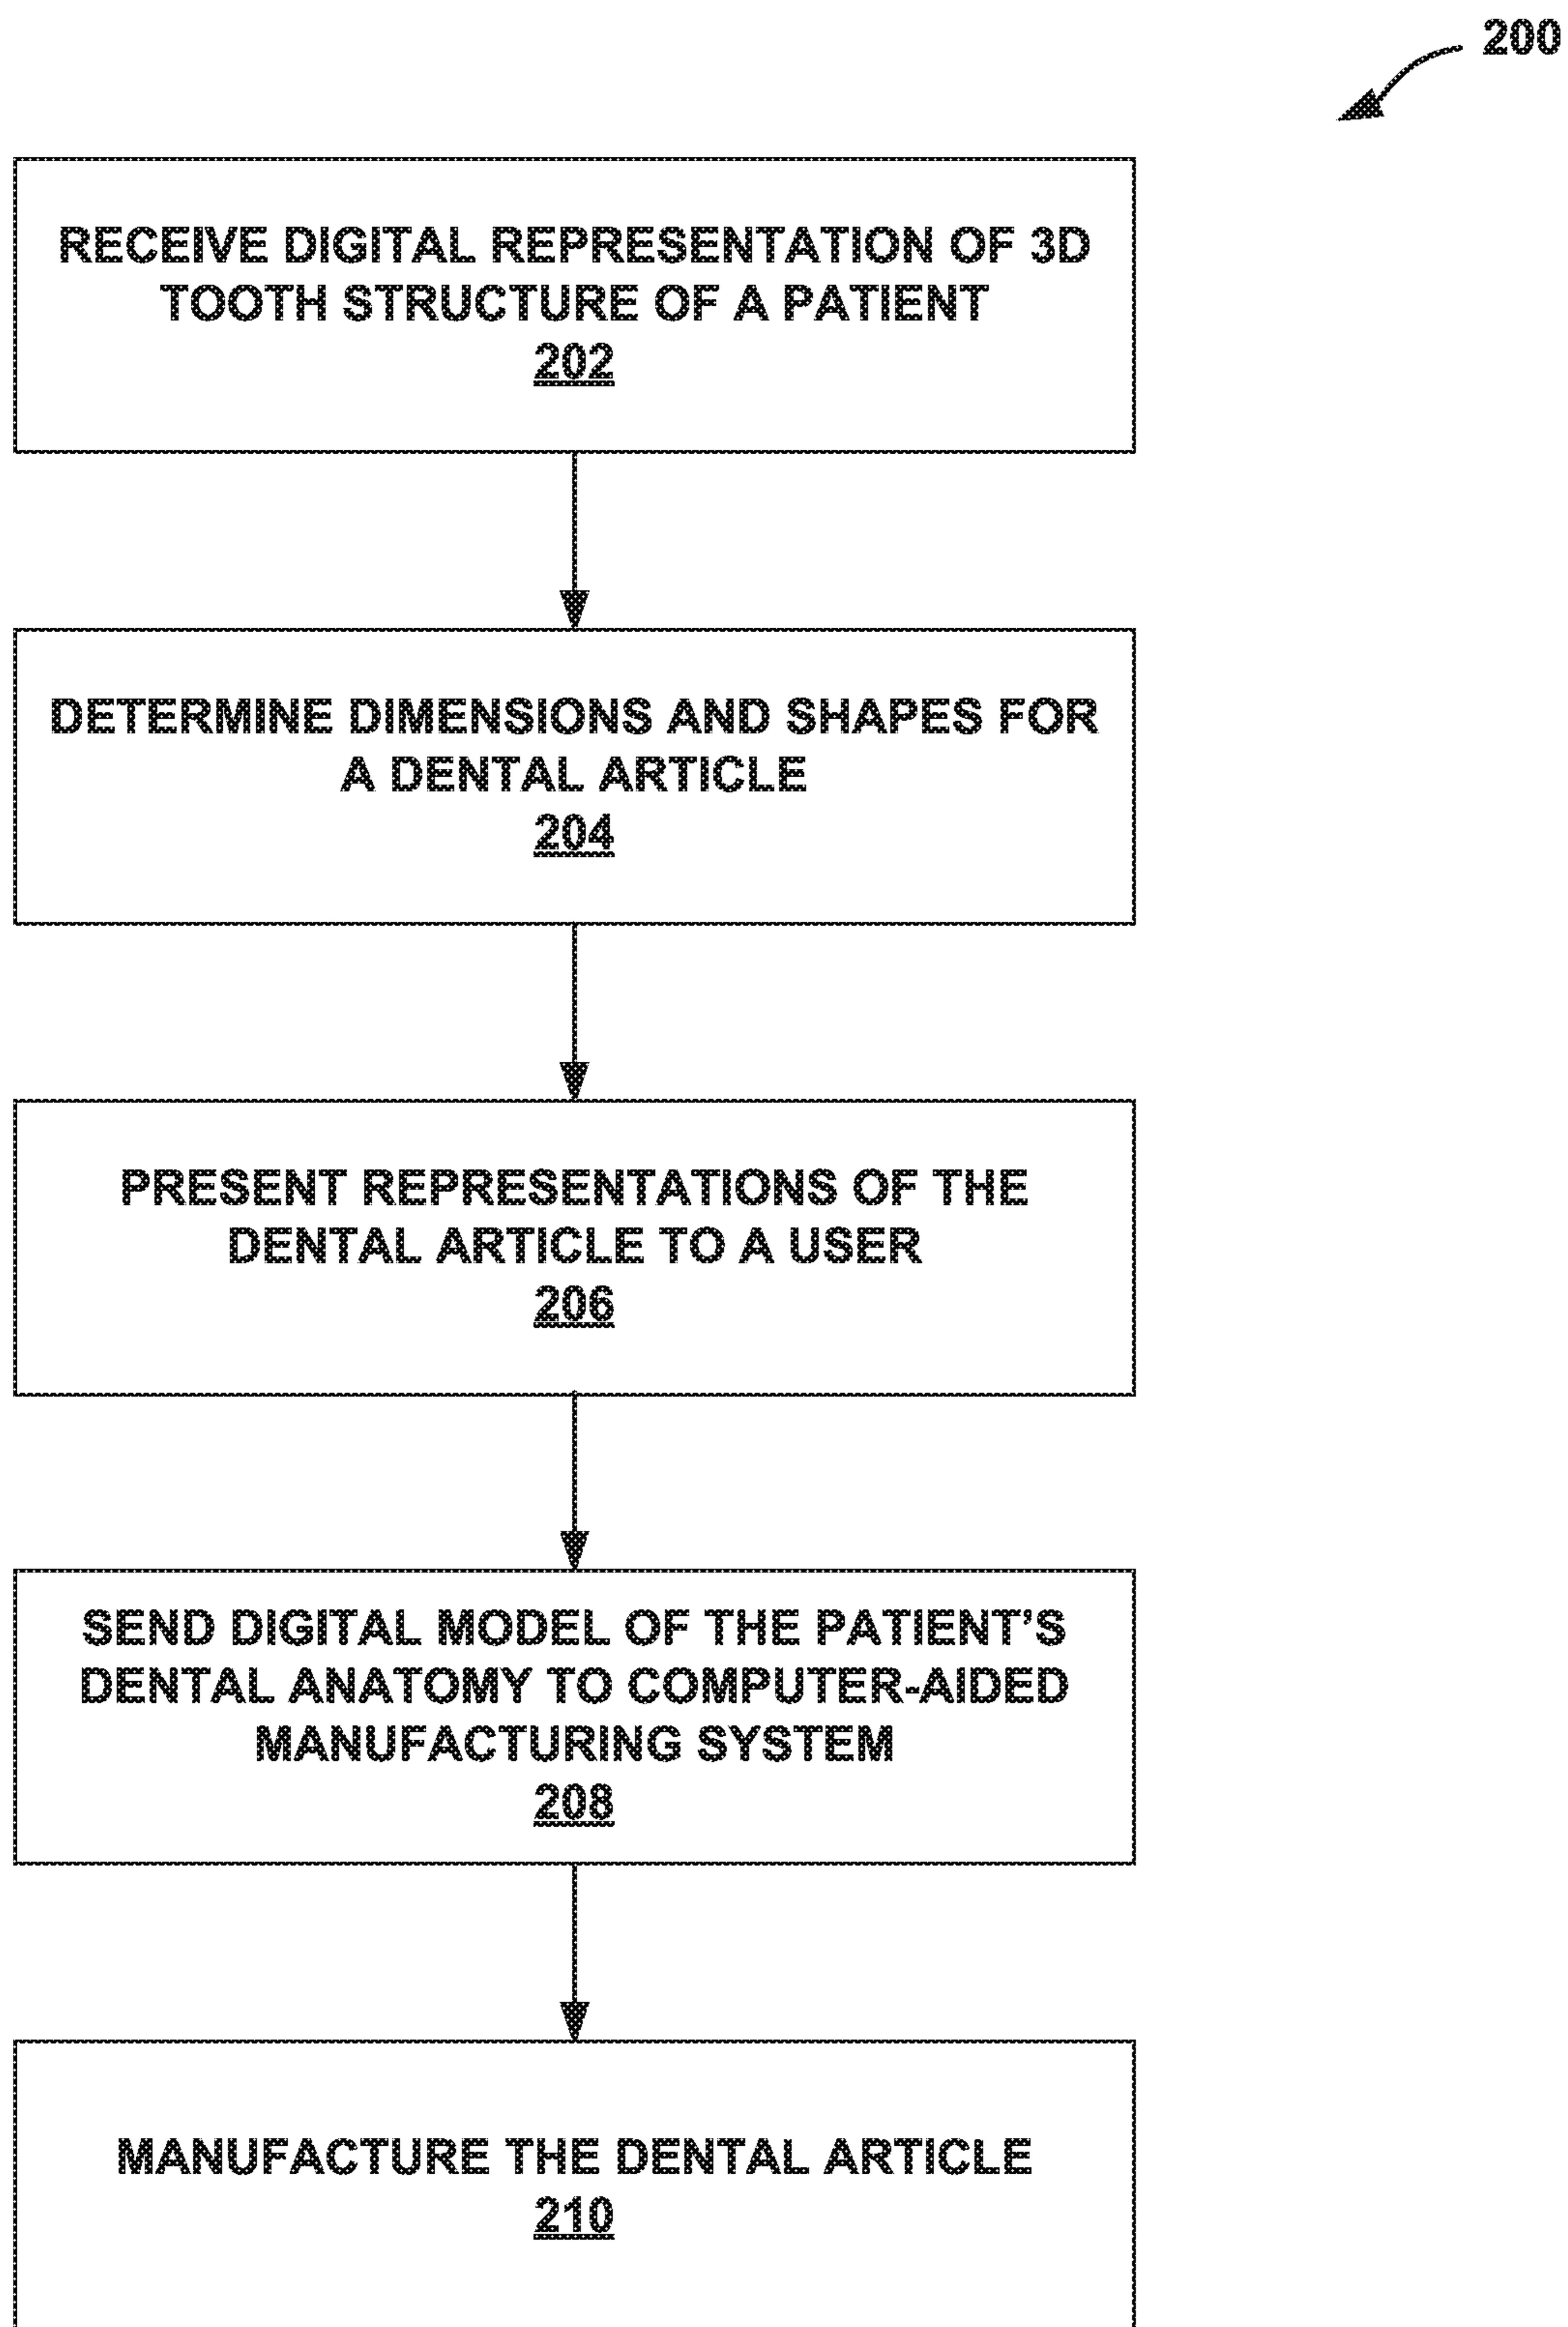 200
RECEIVE DIGITAL REPRESENTATION OF 3D
TOOTH STRUCTURE OF A PATIENT
202
DETERMINE DIMENSIONS AND SHAPES FOR
A DENTAL ARTICLE
204
PRESENT REPRESENTATIONS OF THE
DENTAL ARTICLE TO A USER
206
SEND DIGITAL MODEL OF THE PATIENT’S
DENTAL ANATOMY TO COMPUTER-AIDED
MANUFACTURING SYSTEM
208
MANUFACTURE THE DENTAL ARTICLE
210